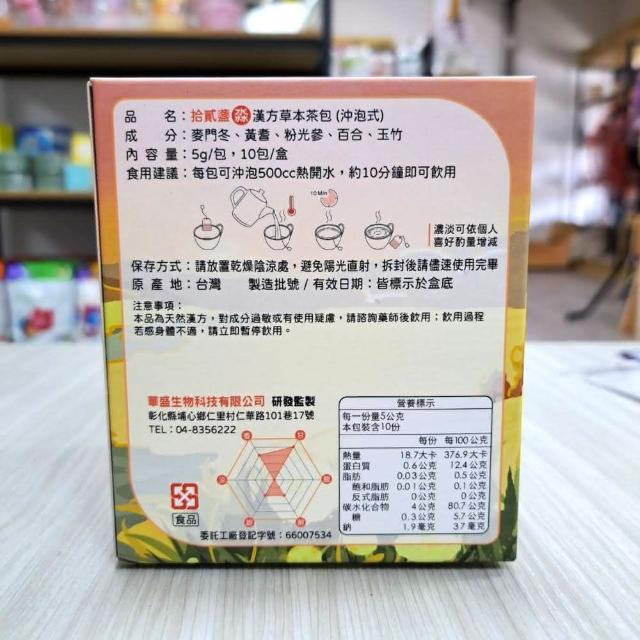 品　　名：拾貳薀㵘漢方草本茶包(沖泡式)
成　　分：麥門冬、黃耆、粉光蔘、百合、玉竹
內 容 量：5g/包，10包/盒
食用建議：每包可沖泡500cc熱開水，約10分鐘即可飲用
10Min
濃淡可依個人
喜好酌量增減
保存方式：請放置乾燥陰涼處，避免陽光直射，拆封後請儘速使用完畢
原 產 地：台灣　製造批號 / 有效日期：皆標示於盒底
注意事項：
本品為天然漢方，對成分過敏或有使用疑慮，請諮詢藥師後飲用；飲用過程
若感身體不適，請立即暫停飲用。
華盛生物科技有限公司 研發監製
彰化縣埔心鄉仁里村仁華路101巷17號
TEL：04-8356222
甘
食品
委託工廠登記字號：66007534
營養標示
每一份量5公克
本包裝含10份
每份 每100公克
熱量 18.7大卡 376.9大卡
蛋白質 0.6公克 12.4公克
脂肪 0.03公克 0.5公克
飽和脂肪 0.01公克 0.1公克
反式脂肪 0公克 0公克
碳水化合物 4公克 80.7公克
糖 0.3公克 5.7公克
鈉 1.9毫克 37毫克